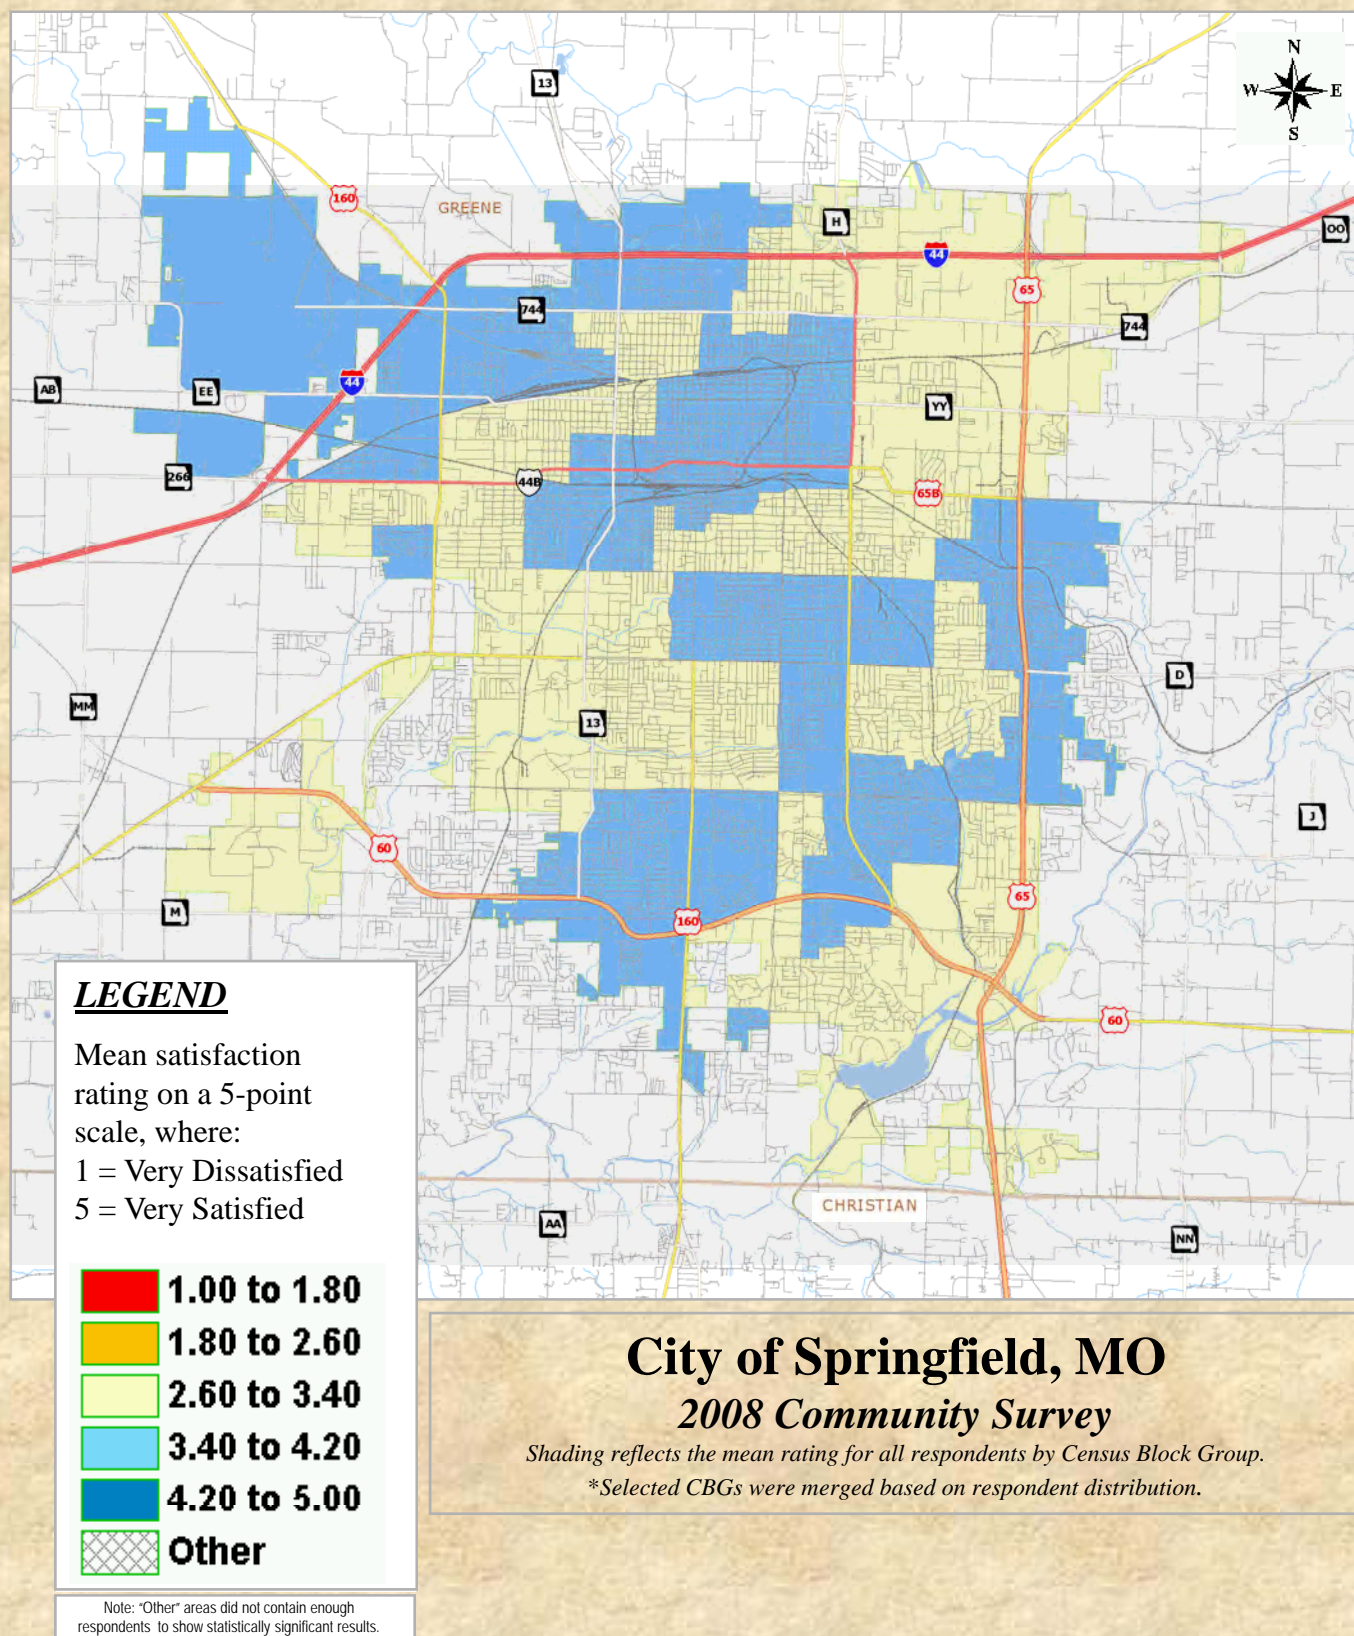 N
W E
S
13
160
GREENE
H
OO
44
65
744
744
44
AB
EE
YY
266
44B
65B
D
MM
13
J
60
65
M
160
60
CHRISTIAN
AA
NN
LEGEND
Mean satisfaction
rating on a 5-point
scale, where:
1 = Very Dissatisfied
5 = Very Satisfied
1.00 to 1.80
1.80 to 2.60
2.60 to 3.40
3.40 to 4.20
4.20 to 5.00
Other
Note: "Other" areas did not contain enough
respondents to show statistically significant results.
City of Springfield, MO
2008 Community Survey
Shading reflects the mean rating for all respondents by Census Block Group.
*Selected CBGs were merged based on respondent distribution.